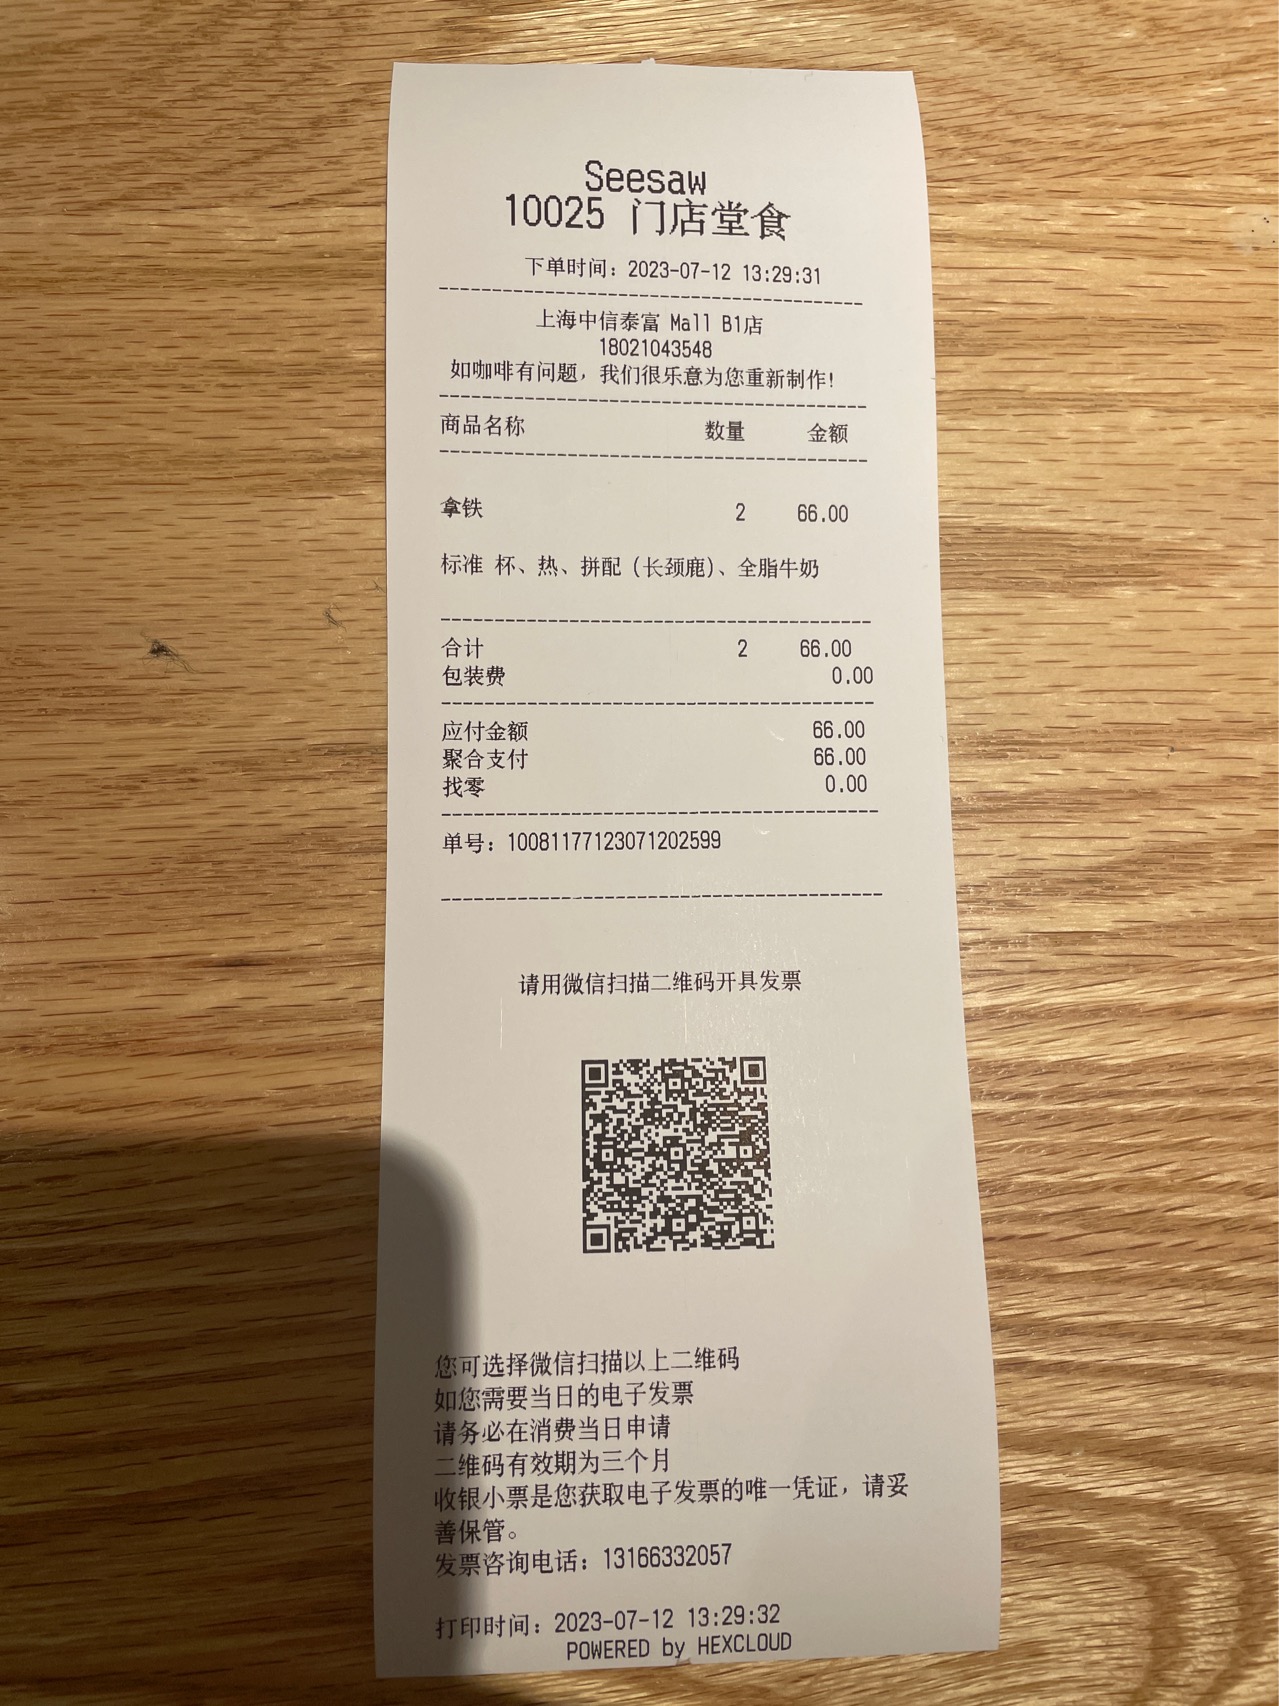 Seesaw
10025 门店堂食
下单时间：2023-07-12 13:29:31
上海中信泰富 Mall B1店
18021043548
如咖啡有问题，我们很乐意为您重新制作！
商品名称 数量 金额
拿铁 2 66.00
标准 杯、热、拼配（长颈鹿）、全脂牛奶
合计 2 66.00
包装费 0.00
应付金额 66.00
聚合支付 66.00
找零 0.00
单号：10081177123071202599
请用微信扫描二维码开具发票
您可选择微信扫描以上二维码
如您需要当日的电子发票
请务必在消费当日申请
二维码有效期为三个月
收银小票是您获取电子发票的唯一凭证，请妥
善保管。
发票咨询电话：13166332057
打印时间：2023-07-12 13:29:32
POWERED by HEXCLOUD